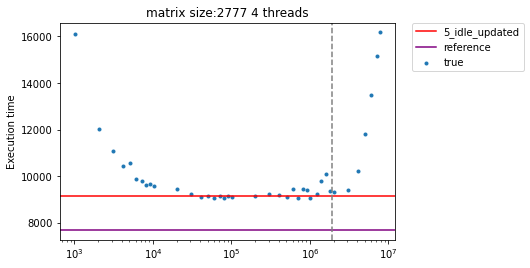 matrix size:2777 4 threads
5_idle_updated
reference
true
Execution time
16000
14000
12000
10000
8000
10³
10⁴
10⁵
10⁶
10⁷